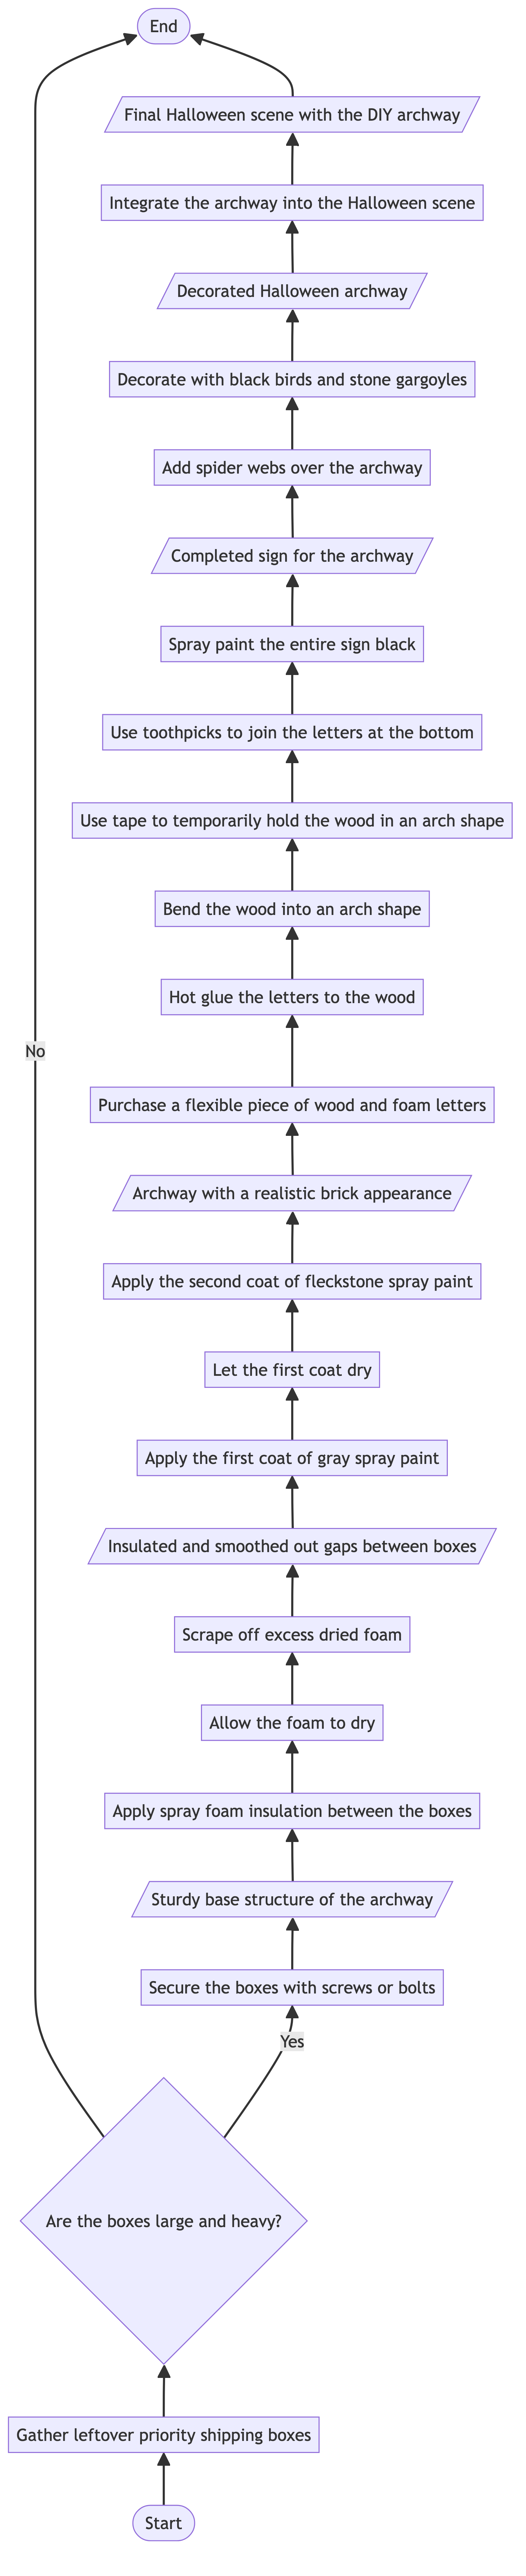 End
Final Halloween scene with the DIY archway
Integrate the archway into the Halloween scene
Decorated Halloween archway
Decorate with black birds and stone gargoyles
Add spider webs over the archway
Completed sign for the archway
Spray paint the entire sign black
Use toothpicks to join the letters at the bottom
Use tape to temporarily hold the wood in an arch shape
Bend the wood into an arch shape
Hot glue the letters to the wood
No
Purchase a flexible piece of wood and foam letters
Archway with a realistic brick appearance
Apply the second coat of fleckstone spray paint
Let the first coat dry
Apply the first coat of gray spray paint
Insulated and smoothed out gaps between boxes
Scrape off excess dried foam
Allow the foam to dry
Apply spray foam insulation between the boxes
Sturdy base structure of the archway
Secure the boxes with screws or bolts
Yes
Are the boxes large and heavy?
Gather leftover priority shipping boxes
Start